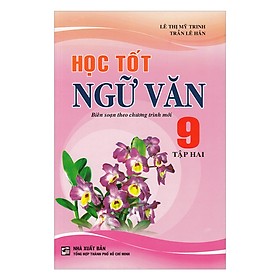 LÊ THỊ MỸ TRINH
TRẦN LÊ HÂN
HỌC TỐT
NGỮ VĂN
Biên soạn theo chương trình mới
9
TẬP HAI
NHÀ XUẤT BẢN
TỔNG HỢP THÀNH PHỐ HỒ CHÍ MINH